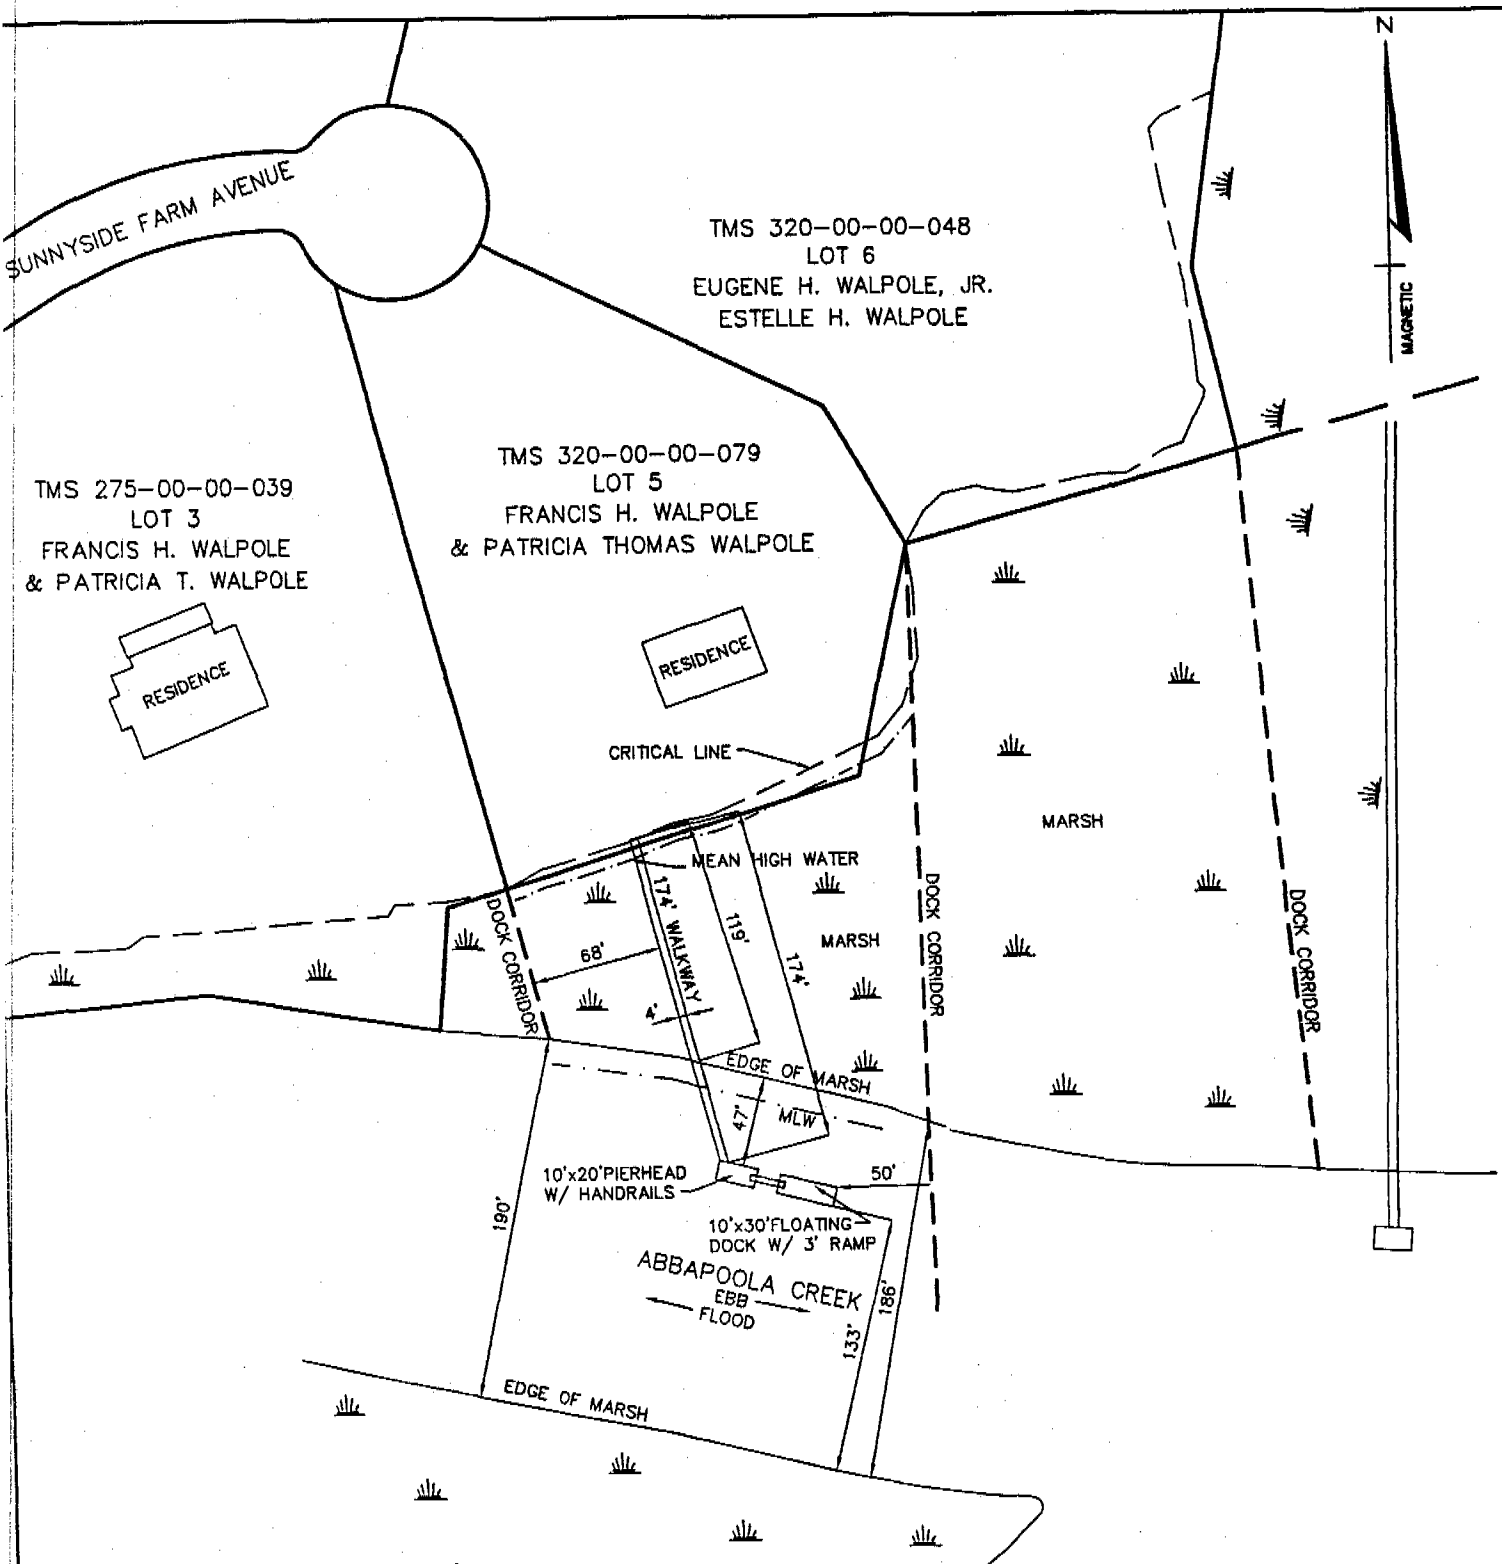 N
MAGNETIC
SUNNYSIDE FARM AVENUE
TMS 320-00-00-048
LOT 6
EUGENE H. WALPOLE, JR.
ESTELLE H. WALPOLE
TMS 320-00-00-079
LOT 5
FRANCIS H. WALPOLE
& PATRICIA THOMAS WALPOLE
TMS 275-00-00-039
LOT 3
FRANCIS H. WALPOLE
& PATRICIA T. WALPOLE
RESIDENCE
RESIDENCE
CRITICAL LINE
MARSH
MEAN HIGH WATER
DOCK CORRIDOR
174' WALKWAY
119'
174'
MARSH
DOCK CORRIDOR
DOCK CORRIDOR
68'
4'
EDGE OF MARSH
47'
MLW
10'x20'PIERHEAD
W/ HANDRAILS
50'
190'
10'x30'FLOATING
DOCK W/ 3' RAMP
ABBAPOOLA CREEK
EBB
FLOOD
186'
133'
EDGE OF MARSH